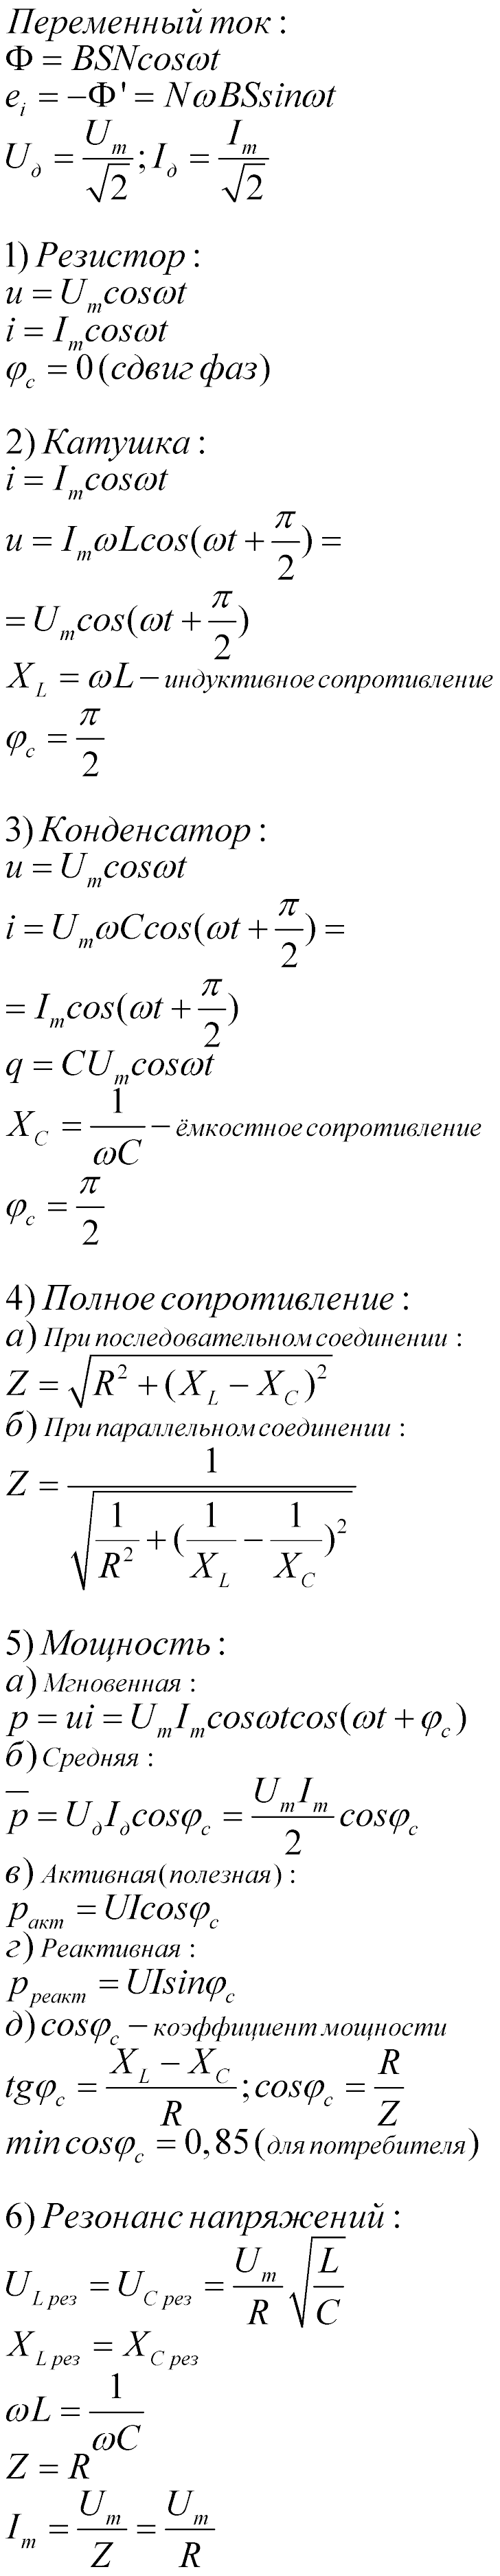 Переменный ток:
Ф = BSNcosωt
e_i = −Ф' = NωBSsinωt
U_д = U_m/√2; I_д = I_m/√2
1) Резистор:
u = U_m cosωt
i = I_m cosωt
φ_c = 0 (сдвиг фаз)
2) Катушка:
i = I_m cosωt
u = I_m ωLcos(ωt + π/2) =
= U_m cos(ωt + π/2)
X_L = ωL − индуктивное сопротивление
φ_c = π/2
3) Конденсатор:
u = U_m cosωt
i = U_m ωCcos(ωt + π/2) =
= I_m cos(ωt + π/2)
q = CU_m cosωt
X_C = 1/ωC − ёмкостное сопротивление
φ_c = π/2
4) Полное сопротивление:
а) При последовательном соединении:
Z = √(R² + (X_L − X_C)²)
б) При параллельном соединении:
Z = 1/√(1/R² + (1/X_L − 1/X_C)²)
5) Мощность:
а) Мгновенная:
p = ui = U_m I_m cosωtcos(ωt + φ_c)
б) Средняя:
p̅ = U_д I_д cosφ_c = U_m I_m/2 cosφ_c
в) Активная (полезная):
p_акт = UIcosφ_c
г) Реактивная:
p_реакт = UIsinφ_c
д) cosφ_c − коэффициент мощности
tgφ_c = (X_L − X_C)/R; cosφ_c = R/Z
min cosφ_c = 0,85 (для потребителя)
6) Резонанс напряжений:
U_L рез = U_C рез = U_m/R √(L/C)
X_L рез = X_C рез
ωL = 1/ωC
Z = R
I_m = U_m/Z = U_m/R